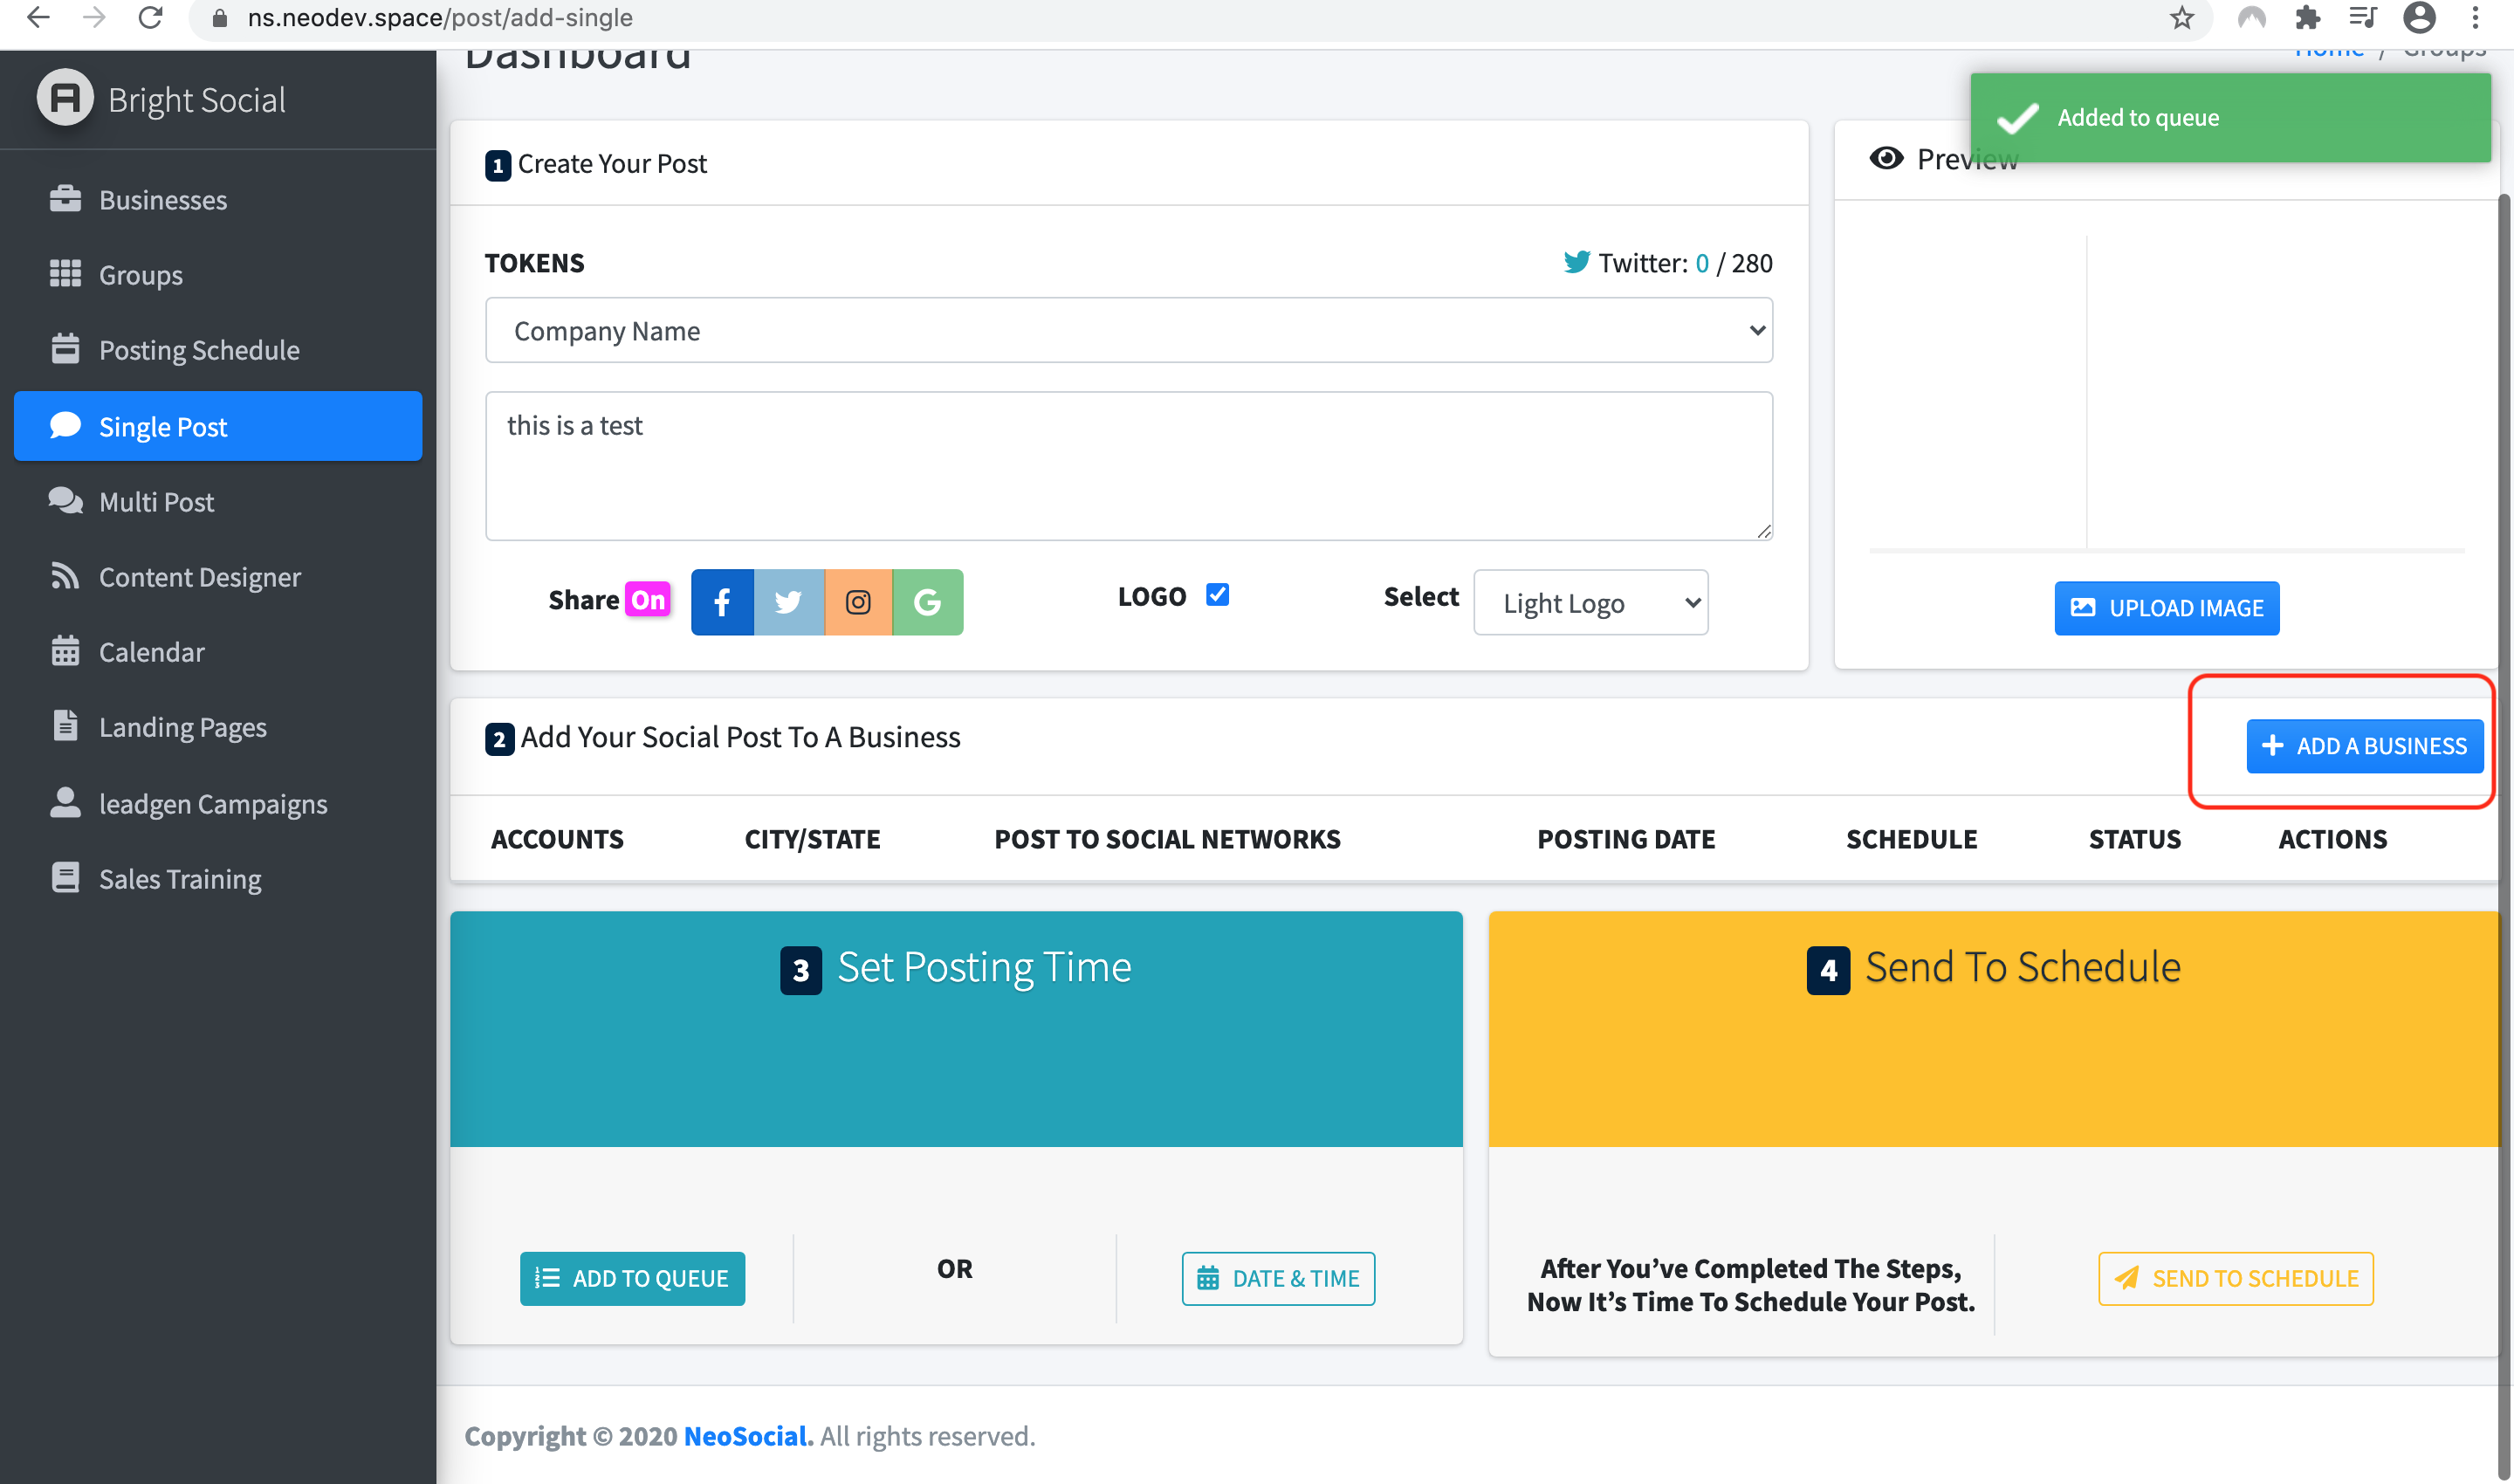 ns.neodev.space/post/add-single
Dashboard
Home / Groups
Bright Social
Added to queue
Businesses
Groups
Posting Schedule
Single Post
Multi Post
Content Designer
Calendar
Landing Pages
leadgen Campaigns
Sales Training
1 Create Your Post
Preview
TOKENS
Twitter: 0 / 280
Company Name
this is a test
Share On
LOGO
Select
Light Logo
UPLOAD IMAGE
2 Add Your Social Post To A Business
ADD A BUSINESS
ACCOUNTS CITY/STATE POST TO SOCIAL NETWORKS POSTING DATE SCHEDULE STATUS ACTIONS
3 Set Posting Time
ADD TO QUEUE
OR
DATE & TIME
4 Send To Schedule
After You’ve Completed The Steps,
Now It’s Time To Schedule Your Post.
SEND TO SCHEDULE
Copyright © 2020 NeoSocial. All rights reserved.